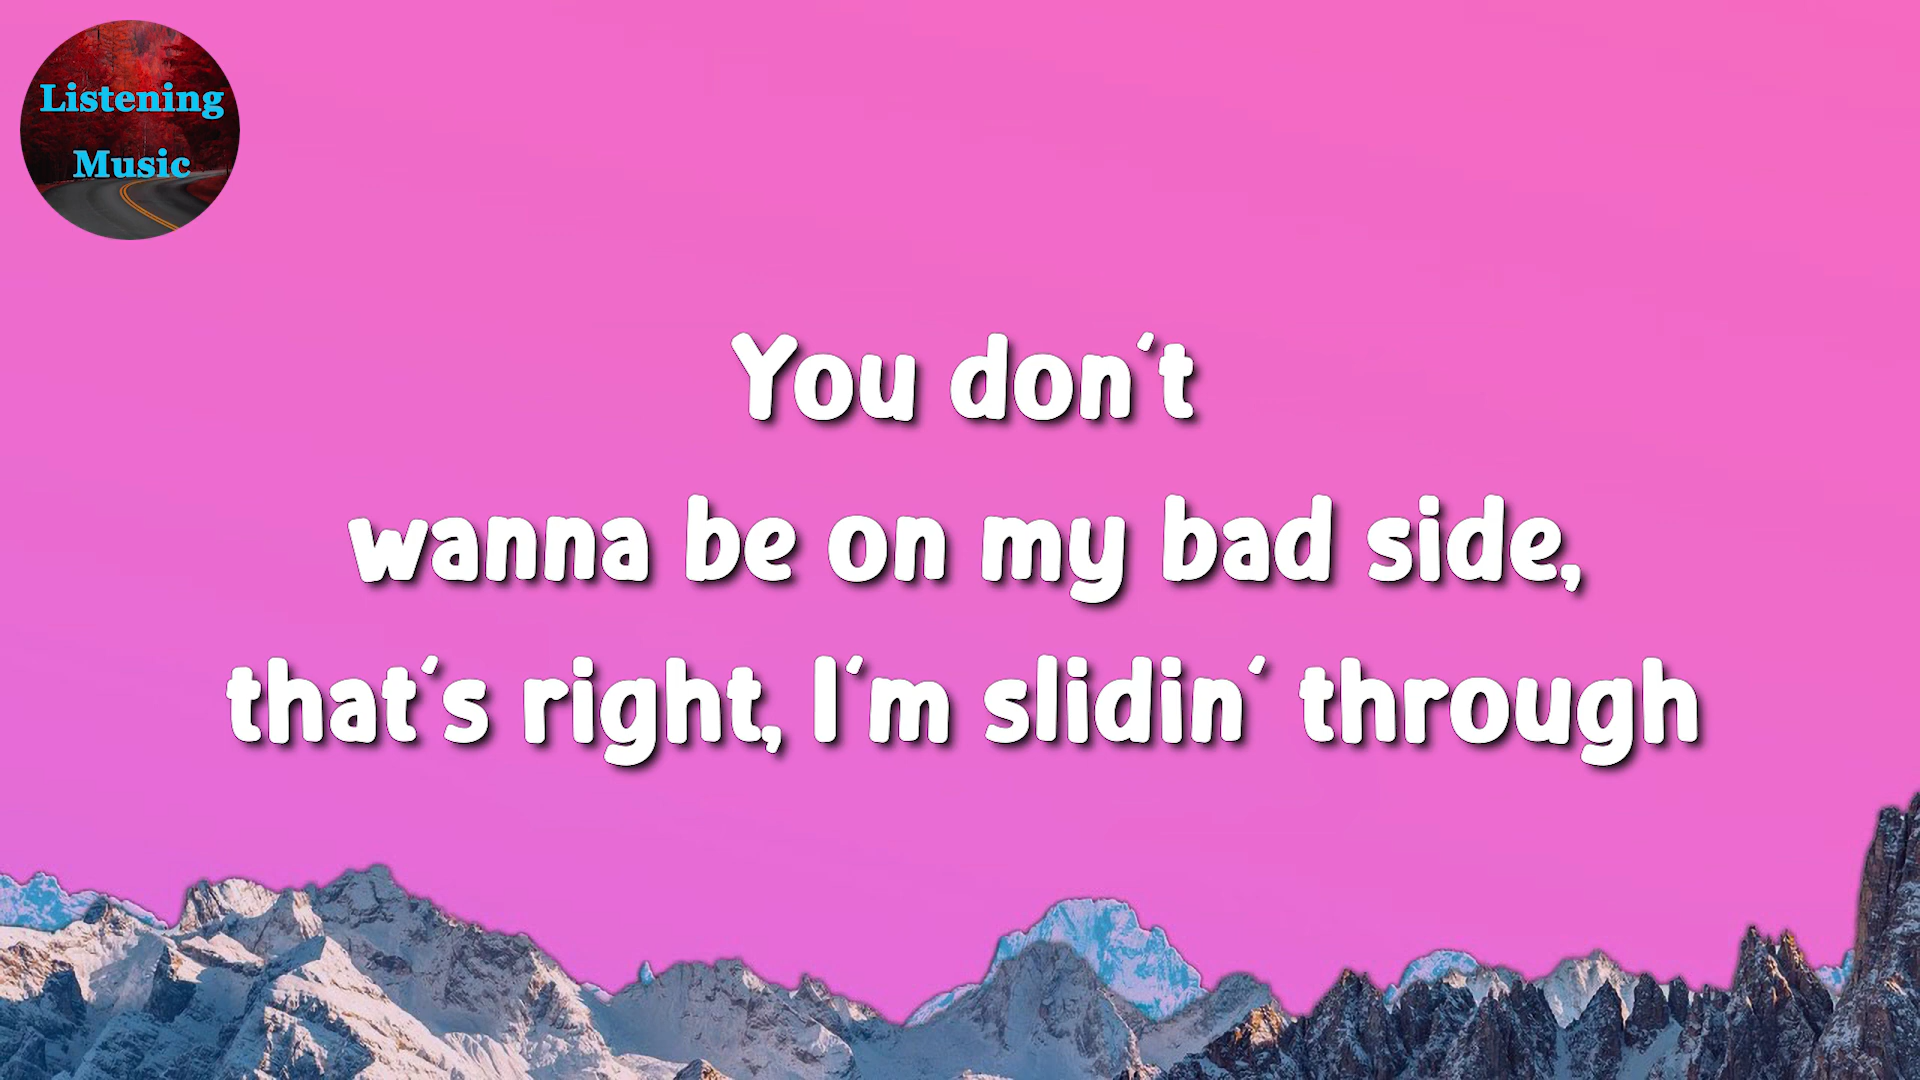 Listening
Music
You don't
wanna be on my bad side,
that's right, I'm slidin' through